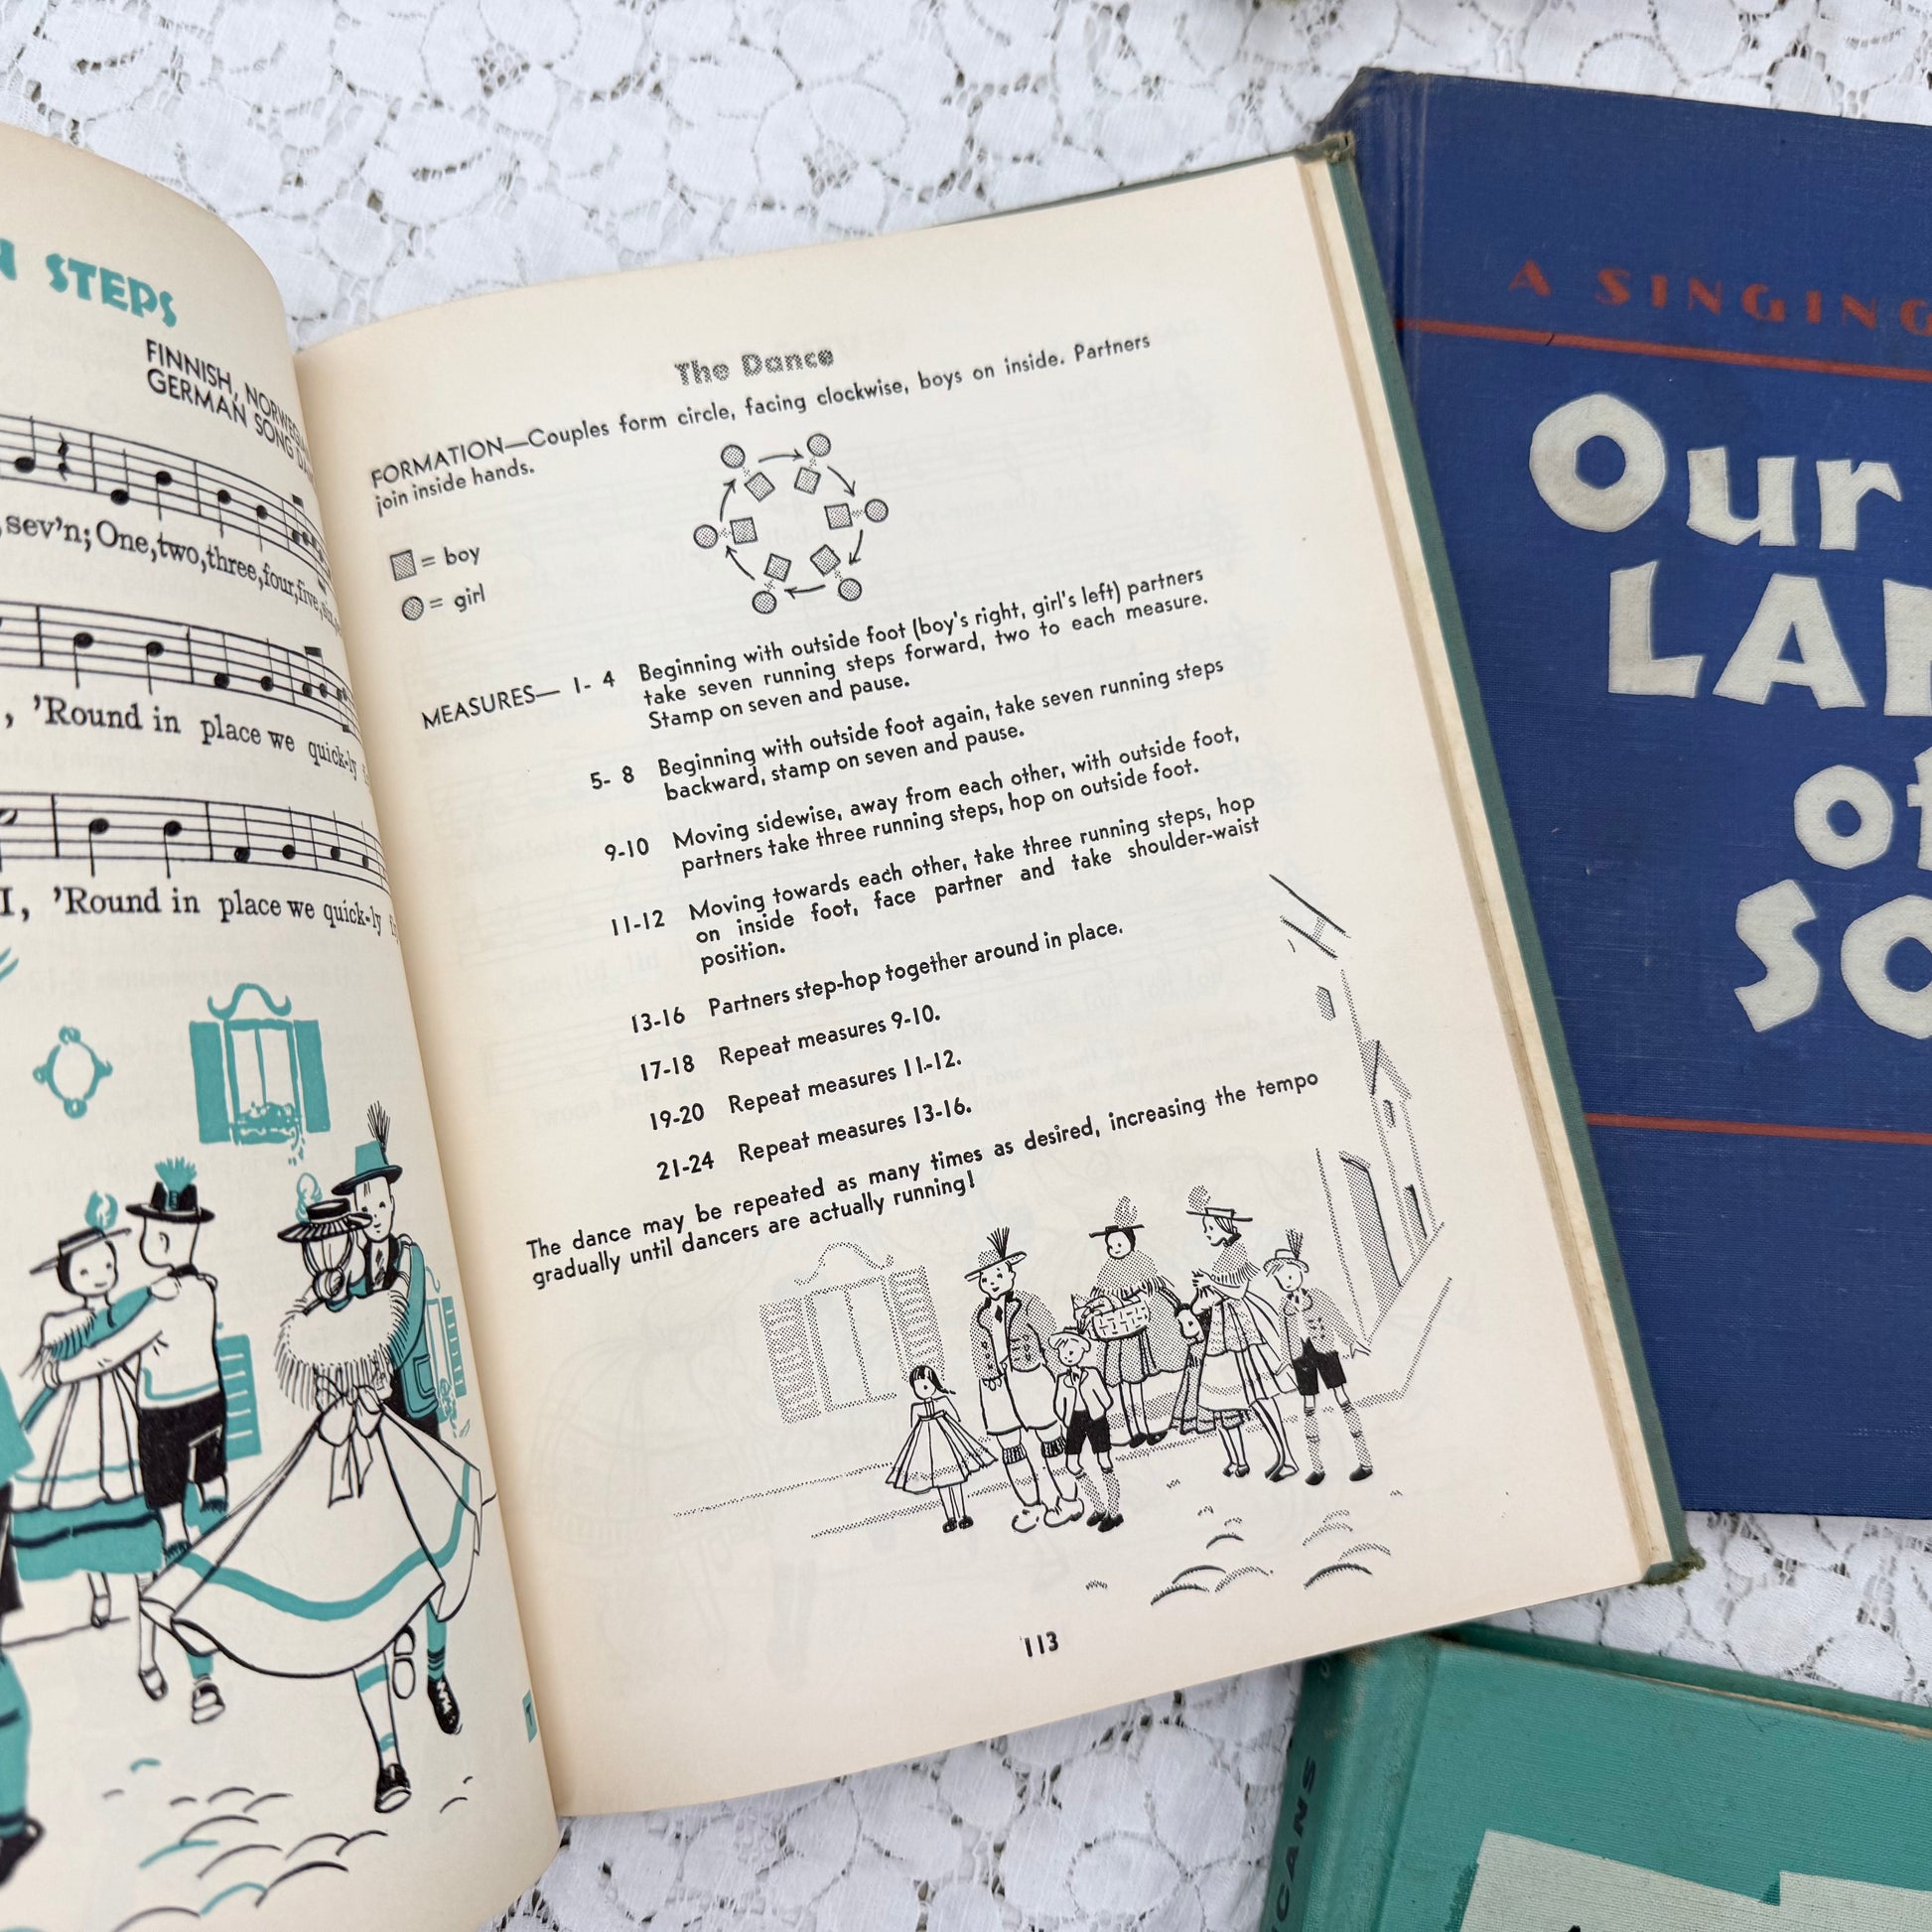 STEPS
FINNISH,
GERMAN SONG
sev'n; One, two, three, four, five,
, 'Round in place we quick-ly
I, 'Round in place we quick-ly
The Dance
FORMATION—Couples form circle, facing clockwise, boys on inside. Partners
join inside hands.
= boy
= girl
MEASURES— 1- 4 Beginning with outside foot (boy's right, girl's left) partners
take seven running steps forward, two to each measure.
Stamp on seven and pause.
5- 8 Beginning with outside foot again, take seven running steps
backward, stamp on seven and pause.
9-10 Moving sidewise, away from each other, with outside foot,
partners take three running steps, hop on outside foot.
11-12 Moving towards each other, take three running steps, hop
on inside foot, face partner and take shoulder-waist
position.
13-16 Partners step-hop together around in place.
17-18 Repeat measures 9-10.
19-20 Repeat measures 11-12.
21-24 Repeat measures 13-16.
The dance may be repeated as many times as desired, increasing the tempo
gradually until dancers are actually running!
113
A SINGING
Our
LAN
of
SO
ICANS